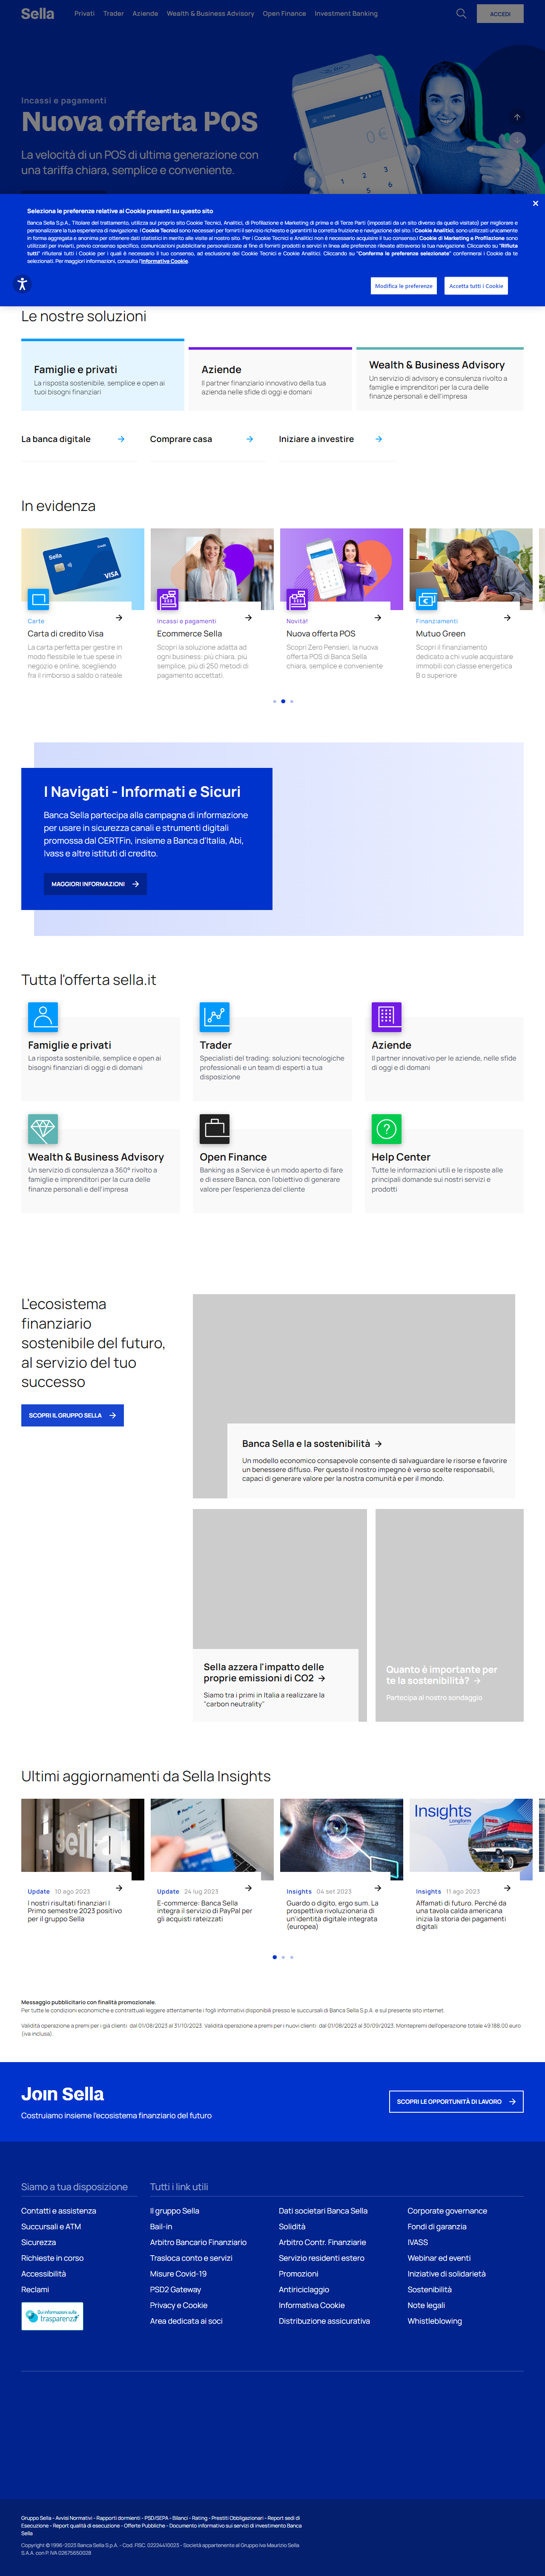 Sella Privati Trader Aziende Wealth & Business Advisory Open Finance Investment Banking ACCEDI
Incassi e pagamenti
Nuova offerta POS
La velocità di un POS di ultima generazione con
una tariffa chiara, semplice e conveniente.
Seleziona le preferenze relative ai Cookie presenti su questo sito
Banca Sella S.p.A., Titolare del trattamento, utilizza sul proprio sito Cookie Tecnici, Analitici, di Profilazione e Marketing di prima e di Terze Parti (impostati da un sito diverso da quello visitato) per migliorare e
personalizzare la tua esperienza di navigazione. I Cookie Tecnici sono necessari per fornirti il servizio richiesto e garantirti la corretta fruizione e funzionalità del sito. I Cookie Analitici, sono utilizzati unicamente
in forma aggregata e anonima per ottenere dati statistici in merito alle visite al nostro sito. Per i Cookie Tecnici e Analitici non è necessario acquisire il tuo consenso. I Cookie di Marketing e Profilazione sono
utilizzati per inviarti, previo consenso specifico, comunicazioni pubblicitarie personalizzate al fine di proporti prodotti e servizi in linea alle preferenze rilevate attraverso la tua navigazione. Cliccando su "Rifiuta
tutti" rifiuterai tutti i Cookie per i quali è necessario il tuo consenso, ad esclusione dei Cookie Tecnici e Cookie Analitici. Cliccando su "Conferma le preferenze selezionate" confermerai i Cookie da te
selezionati. Per maggiori informazioni, consulta l'Informativa Cookie.
Modifica le preferenze Accetta tutti i Cookie
Le nostre soluzioni
Famiglie e privati
La risposta sostenibile, semplice e open ai
tuoi bisogni finanziari
Aziende
Il partner finanziario innovativo della tua
azienda nelle sfide di oggi e domani
Wealth & Business Advisory
Un servizio di advisory e consulenza rivolto a
famiglie e imprenditori per la cura delle
finanze personali e dell'impresa
La banca digitale Comprare casa Iniziare a investire
In evidenza
Sella
VISA
Carte
Carta di credito Visa
La carta perfetta per gestire in
modo flessibile le tue spese in
negozio e online, scegliendo
fra il rimborso a saldo o rateale
Incassi e pagamenti
Ecommerce Sella
Scopri la soluzione adatta ad
ogni business: più chiara, più
semplice, più di 250 metodi di
pagamento accettati.
Novità!
Nuova offerta POS
Scopri Zero Pensieri, la nuova
offerta POS di Banca Sella
chiara, semplice e conveniente
Finanziamenti
Mutuo Green
Scopri il finanziamento
dedicato a chi vuole acquistare
immobili con classe energetica
B o superiore
I Navigati - Informati e Sicuri
Banca Sella partecipa alla campagna di informazione
per usare in sicurezza canali e strumenti digitali
promossa dal CERTFin, insieme a Banca d'Italia, Abi,
Ivass e altre istituti di credito.
MAGGIORI INFORMAZIONI
Tutta l'offerta sella.it
Famiglie e privati
La risposta sostenibile, semplice e open ai
bisogni finanziari di oggi e di domani
Trader
Specialisti del trading: soluzioni tecnologiche
professionali e un team di esperti a tua
disposizione
Aziende
Il partner innovativo per le aziende, nelle sfide
di oggi e di domani
Wealth & Business Advisory
Un servizio di consulenza a 360° rivolto a
famiglie e imprenditori per la cura delle
finanze personali e dell'impresa
Open Finance
Banking as a Service è un modo aperto di fare
e di essere Banca, con l'obiettivo di generare
valore per l'esperienza del cliente
Help Center
Tutte le informazioni utili e le risposte alle
principali domande sui nostri servizi e
prodotti
L'ecosistema
finanziario
sostenibile del futuro,
al servizio del tuo
successo
SCOPRI IL GRUPPO SELLA
Banca Sella e la sostenibilità
Un modello economico consapevole consente di salvaguardare le risorse e favorire
un benessere diffuso. Per questo il nostro impegno è verso scelte responsabili,
capaci di generare valore per la nostra comunità e per il mondo.
Sella azzera l'impatto delle
proprie emissioni di CO2
Siamo tra i primi in Italia a realizzare la
"carbon neutrality"
Quanto è importante per
te la sostenibilità?
Partecipa al nostro sondaggio
Ultimi aggiornamenti da Sella Insights
sella
PayPal
Insights
Longform
Update 10 ago 2023
I nostri risultati finanziari |
Primo semestre 2023 positivo
per il gruppo Sella
Update 24 lug 2023
E-commerce: Banca Sella
integra il servizio di PayPal per
gli acquisti rateizzati
Insights 04 set 2023
Guardo o digito, ergo sum. La
prospettiva rivoluzionaria di
un'identità digitale integrata
(europea)
Insights 11 ago 2023
Affamati di futuro. Perché da
una tavola calda americana
inizia la storia dei pagamenti
digitali
Messaggio pubblicitario con finalità promozionale.
Per tutte le condizioni economiche e contrattuali leggere attentamente i fogli informativi disponibili presso le succursali di Banca Sella S.p.A. e sul presente sito internet.
Validità operazione a premi per i già clienti: dal 01/08/2023 al 31/10/2023. Validità operazione a premi per i nuovi clienti: dal 01/08/2023 al 30/09/2023. Montepremi dell'operazione totale 49.188,00 euro
(iva inclusa).
Join Sella
Costruiamo insieme l'ecosistema finanziario del futuro
SCOPRI LE OPPORTUNITÀ DI LAVORO
Siamo a tua disposizione
Contatti e assistenza
Succursali e ATM
Sicurezza
Richieste in corso
Accessibilità
Reclami
trasparenza
Tutti i link utili
Il gruppo Sella
Bail-in
Arbitro Bancario Finanziario
Trasloca conto e servizi
Misure Covid-19
PSD2 Gateway
Privacy e Cookie
Area dedicata ai soci
Dati societari Banca Sella
Solidità
Arbitro Contr. Finanziarie
Servizio residenti estero
Promozioni
Antiriciclaggio
Informativa Cookie
Distribuzione assicurativa
Corporate governance
Fondi di garanzia
IVASS
Webinar ed eventi
Iniziative di solidarietà
Sostenibilità
Note legali
Whistleblowing
Gruppo Sella - Avvisi Normativi - Rapporti dormienti - PSD/SEPA - Bilanci - Rating - Prestiti Obbligazionari - Report sedi di
Esecuzione - Report qualità di esecuzione - Offerte Pubbliche - Documento informativo sui servizi di investimento Banca
Sella
Copyright © 1996-2023 Banca Sella S.p.A. - Cod. FISC. 02224410023 - Società appartenente al Gruppo Iva Maurizio Sella
S.A.A. con P. IVA 02675650028